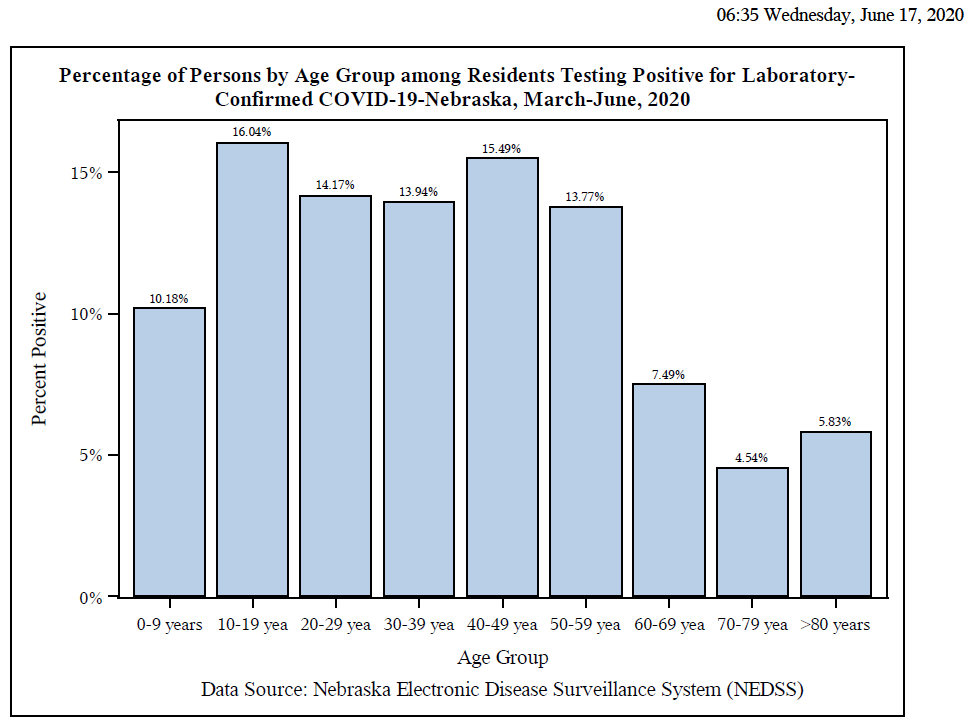 06:35 Wednesday, June 17, 2020
Percentage of Persons by Age Group among Residents Testing Positive for Laboratory-
Confirmed COVID-19-Nebraska, March-June, 2020
16.04%
15.49%
15%
14.17%
13.94%
13.77%
10.18%
10%
7.49%
5.83%
5%
4.54%
0%
Percent Positive
0-9 years 10-19 yea 20-29 yea 30-39 yea 40-49 yea 50-59 yea 60-69 yea 70-79 yea >80 years
Age Group
Data Source: Nebraska Electronic Disease Surveillance System (NEDSS)